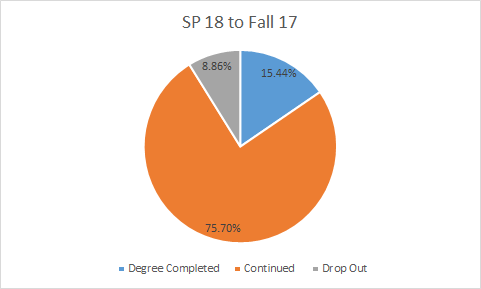 SP 18 to Fall 17
8.86%
15.44%
75.70%
Degree Completed
Continued
Drop Out